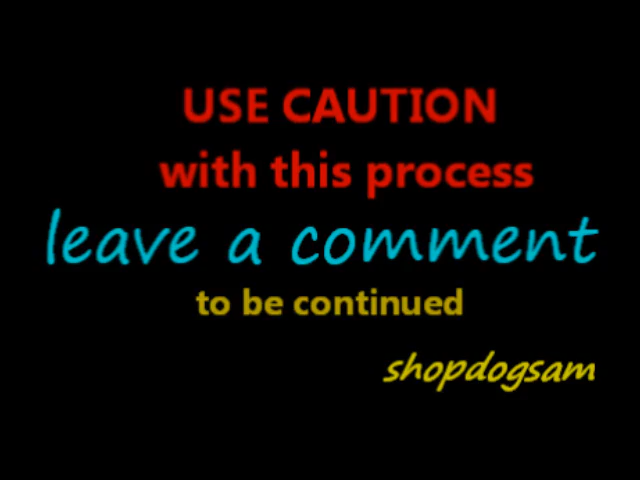 USE CAUTION
with this process
leave a comment
to be continued
shopdogsam